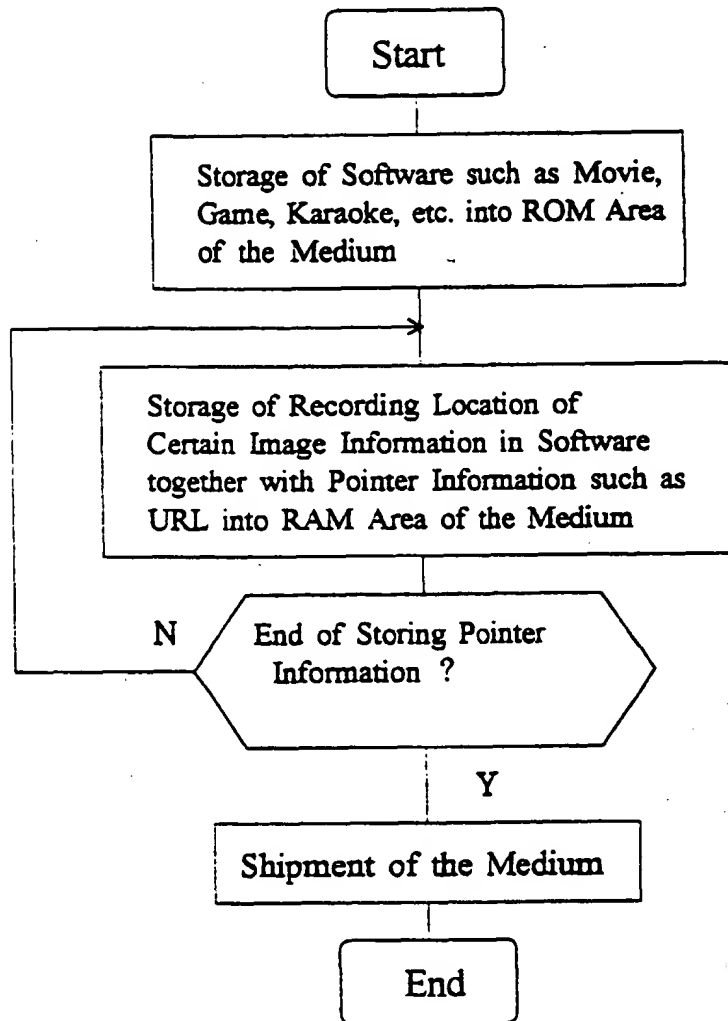 Start
Storage of Software such as Movie,
Game, Karaoke, etc. into ROM Area
of the Medium
Storage of Recording Location of
Certain Image Information in Software
together with Pointer Information such as
URL into RAM Area of the Medium
N
End of Storing Pointer
Information ?
Y
Shipment of the Medium
End